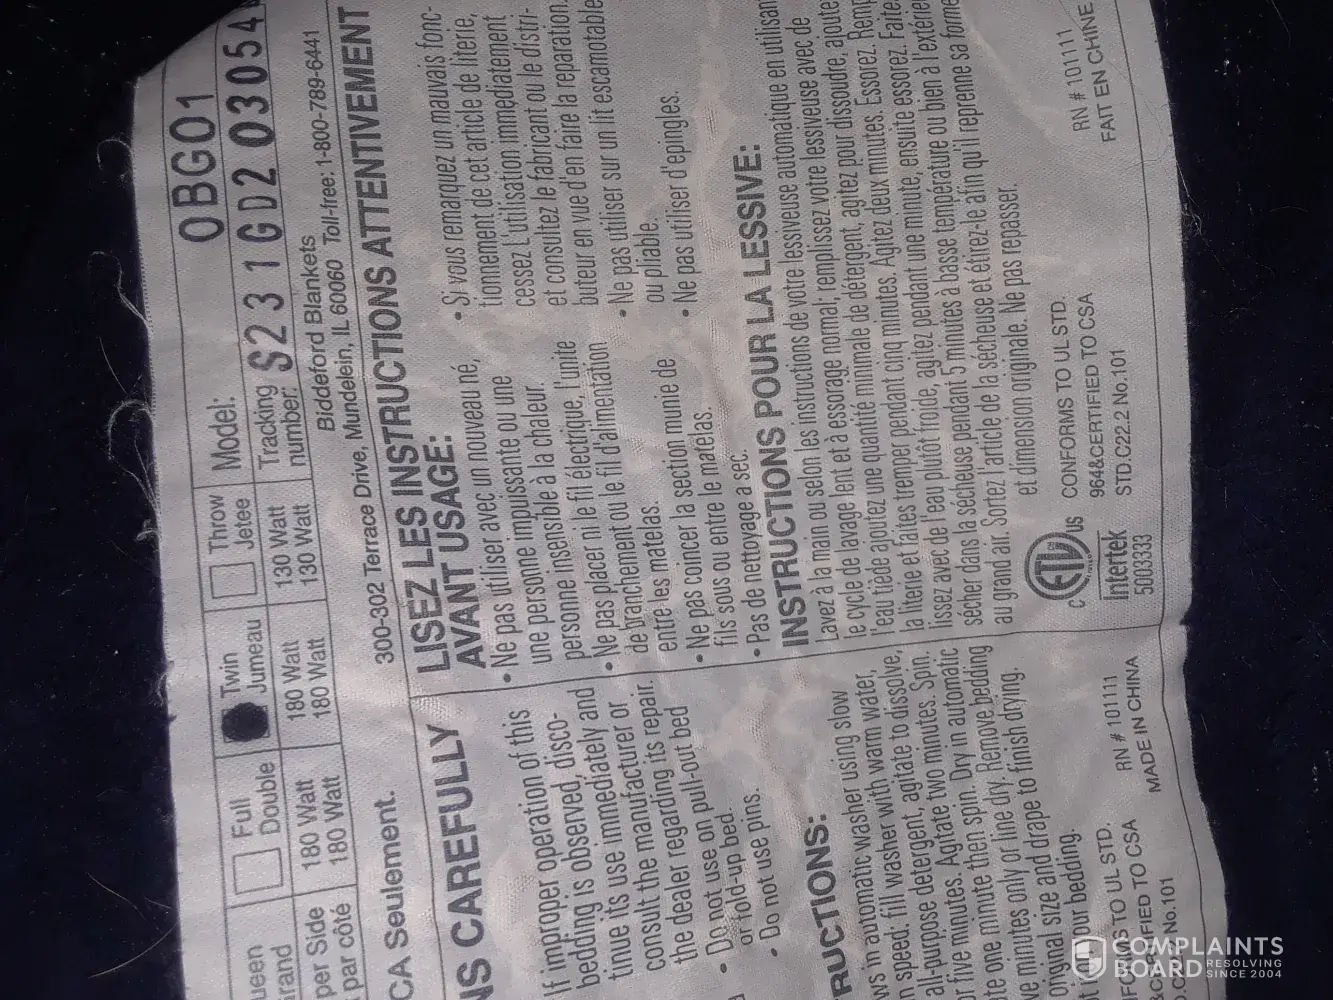 ueen
rand
Full
Double
Twin
Jumeau
Throw
Jetee
Model:
OBG01
per Side
par côté
180 Watt
180 Watt
180 Watt
180 Watt
130 Watt
130 Watt
Tracking
number:
S231GD203054
Biddeford Blankets
300-302 Terrace Drive, Mundelein, IL 60060 Toll-free: 1-800-789-6441
CA Seulement.
NS CAREFULLY
If improper operation of this
bedding is observed, disco-
tinue its use immediately and
consult the manufacturer or
the dealer regarding its repair.
• Do not use on pull-out bed
or fold-up bed.
• Do not use pins.
RUCTIONS:
ws in automatic washer using slow
n speed: fill washer with warm water,
all-purpose detergent, agitate to dissolve,
r five minutes. Agitate two minutes. Spin.
te one minute then spin. Dry in automatic
ve minutes only or line dry. Remove bedding
original size and drape to finish drying.
your bedding.
RMS TO UL STD.
IED TO CSA
No.101
RN # 101111
MADE IN CHINA
LISEZ LES INSTRUCTIONS ATTENTIVEMENT
AVANT USAGE:
• Ne pas utiliser avec un nouveau né,
une personne impuissante ou une
personne insensible à la chaleur.
• Ne pas placer ni le fil électrique, l'unite
de branchement ou le fil d'alimentation
entre les matelas.
• Ne pas concer la section munie de
fils sous ou entre le matelas.
• Pas de nettoyage a sec.
• Si vous remarquez un mauvais fonc-
tionnement de cet article de literie,
cessez L'utilisation immédiatement
et consultez le fabricant ou le distri-
buteur en vue d'en faire la reparation.
• Ne pas utiliser sur un lit escamotable
ou pliable.
• Ne pas utiliser d'epingles.
INSTRUCTIONS POUR LA LESSIVE:
Lavez à la main ou selon les instructions de votre lessiveuse automatique en utilisan
le cycle de lavage lent et à essorage normal; remplissez votre lessiveuse avec de
l'eau tiède ajoutez une quantité minimale de détergent, agitez pour dissoudre, ajoute
la literie et faites tremper pendant cinq minutes. Agitez deux minutes. Essorez. Remp
lissez avec de l'eau plutôt froide, agitez pendant une minute, ensuite essorez. Faite
sécher dans la sécheuse pendant 5 minutes à basse température ou bien à l'extérie
au grand air. Sortez l'article de la sécheuse et étirez-le afin qu'il reprenne sa forme
et dimension originale. Ne pas repasser.
c ETL us
Intertek
5003333
CONFORMS TO UL STD.
964&CERTIFIED TO CSA
STD.C22.2 No.101
RN # 101111
FAIT EN CHINE
COMPLAINTS
BOARD RESOLVING
SINCE 2004